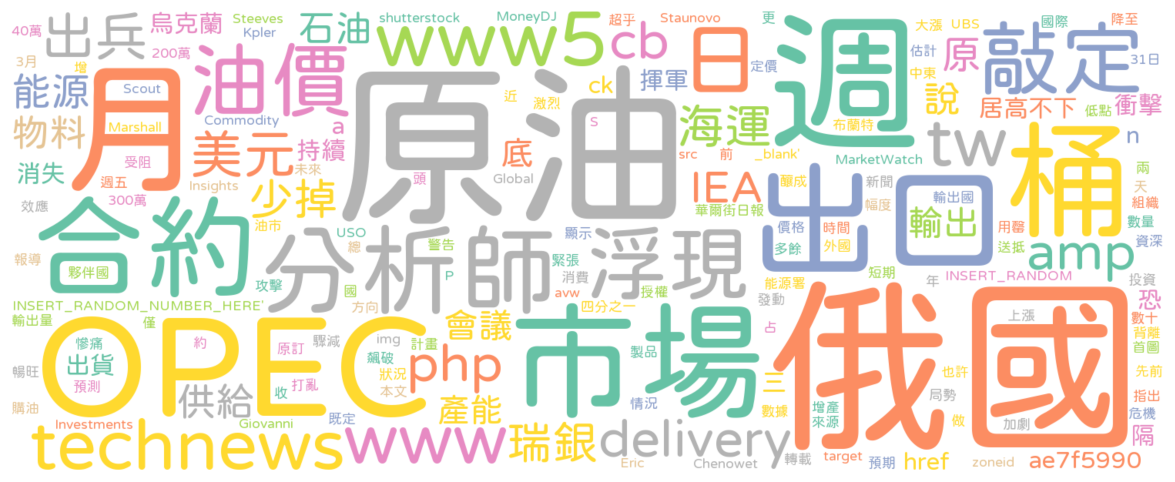 40萬
出兵
烏克蘭
Steeves
Kpler
石油
shutterstock
MoneyDJ
www5
超乎
Staunovo
cb
日
週
更
大漲
UBS
估計
中東
原
國際
敲定
降至
31日
3月
增
200萬
能源
月
Scout
油價
揮軍
定價
ck
近
激烈
原油
物料
Marshall
Commodity
美元
a
持續
底
海運
布蘭特
說
居高不下
低點
衝擊
tw
桶
n
消失
受阻
週五
Insights
300萬
未來
少掉
頭
Global
S
src
前
_blank'
MarketWatch
IEA
華爾街日報
釀成
新聞
幅度
出口
輸出國
輸出
兩
天
組織
用罄
數量
送抵
資深
效應
合約
油市
USO
總
分析師
警告
顯示
緊張
消費
浮現
價格
多餘
時間
外國
amp
報導
夥伴國
攻擊
國
P
方向
avw
授權
四分之一
能源署
發動
短期
年
INSERT_RANDOM
投資
恐
INSERT_RANDOM_NUMBER_HERE'
輸出量
僅
OPEC
約
會議
img
市場
占
俄國
上漲
數十
背離
首圖
慘痛
出貨
預測
原訂
驟減
飆破
計畫
狀況
本文
php
製品
三
也許
局勢
先前
暢旺
供給
收
打亂
產能
情況
數據
增產
來源
做
加劇
指出
危機
購油
Investments
Giovanni
既定
technews
www
瑞銀
delivery
隔
Eric
Chenowet
轉載
target
預期
href
zoneid
ae7f5990